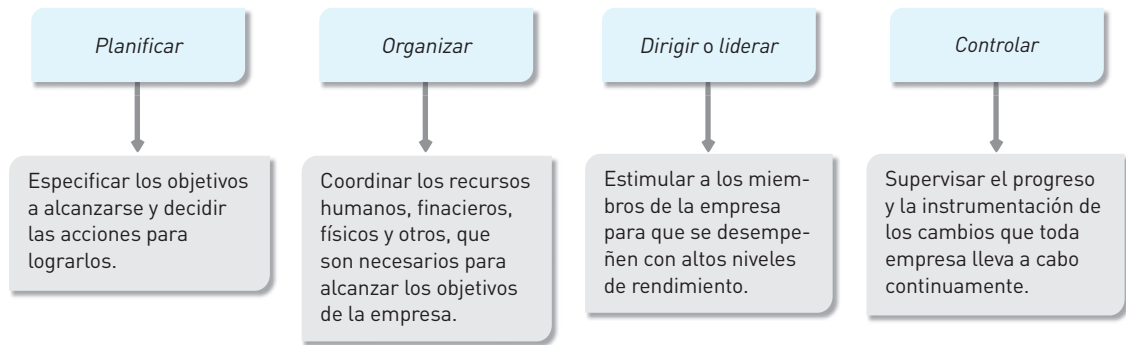 Planificar
Organizar
Dirigir o liderar
Controlar
Especificar los objetivos
a alcanzarse y decidir
las acciones para
lograrlos.
Coordinar los recursos
humanos, finacieros,
físicos y otros, que
son necesarios para
alcanzar los objetivos
de la empresa.
Estimular a los miem-
bros de la empresa
para que se desempe-
ñen con altos niveles
de rendimiento.
Supervisar el progreso
y la instrumentación de
los cambios que toda
empresa lleva a cabo
continuamente.